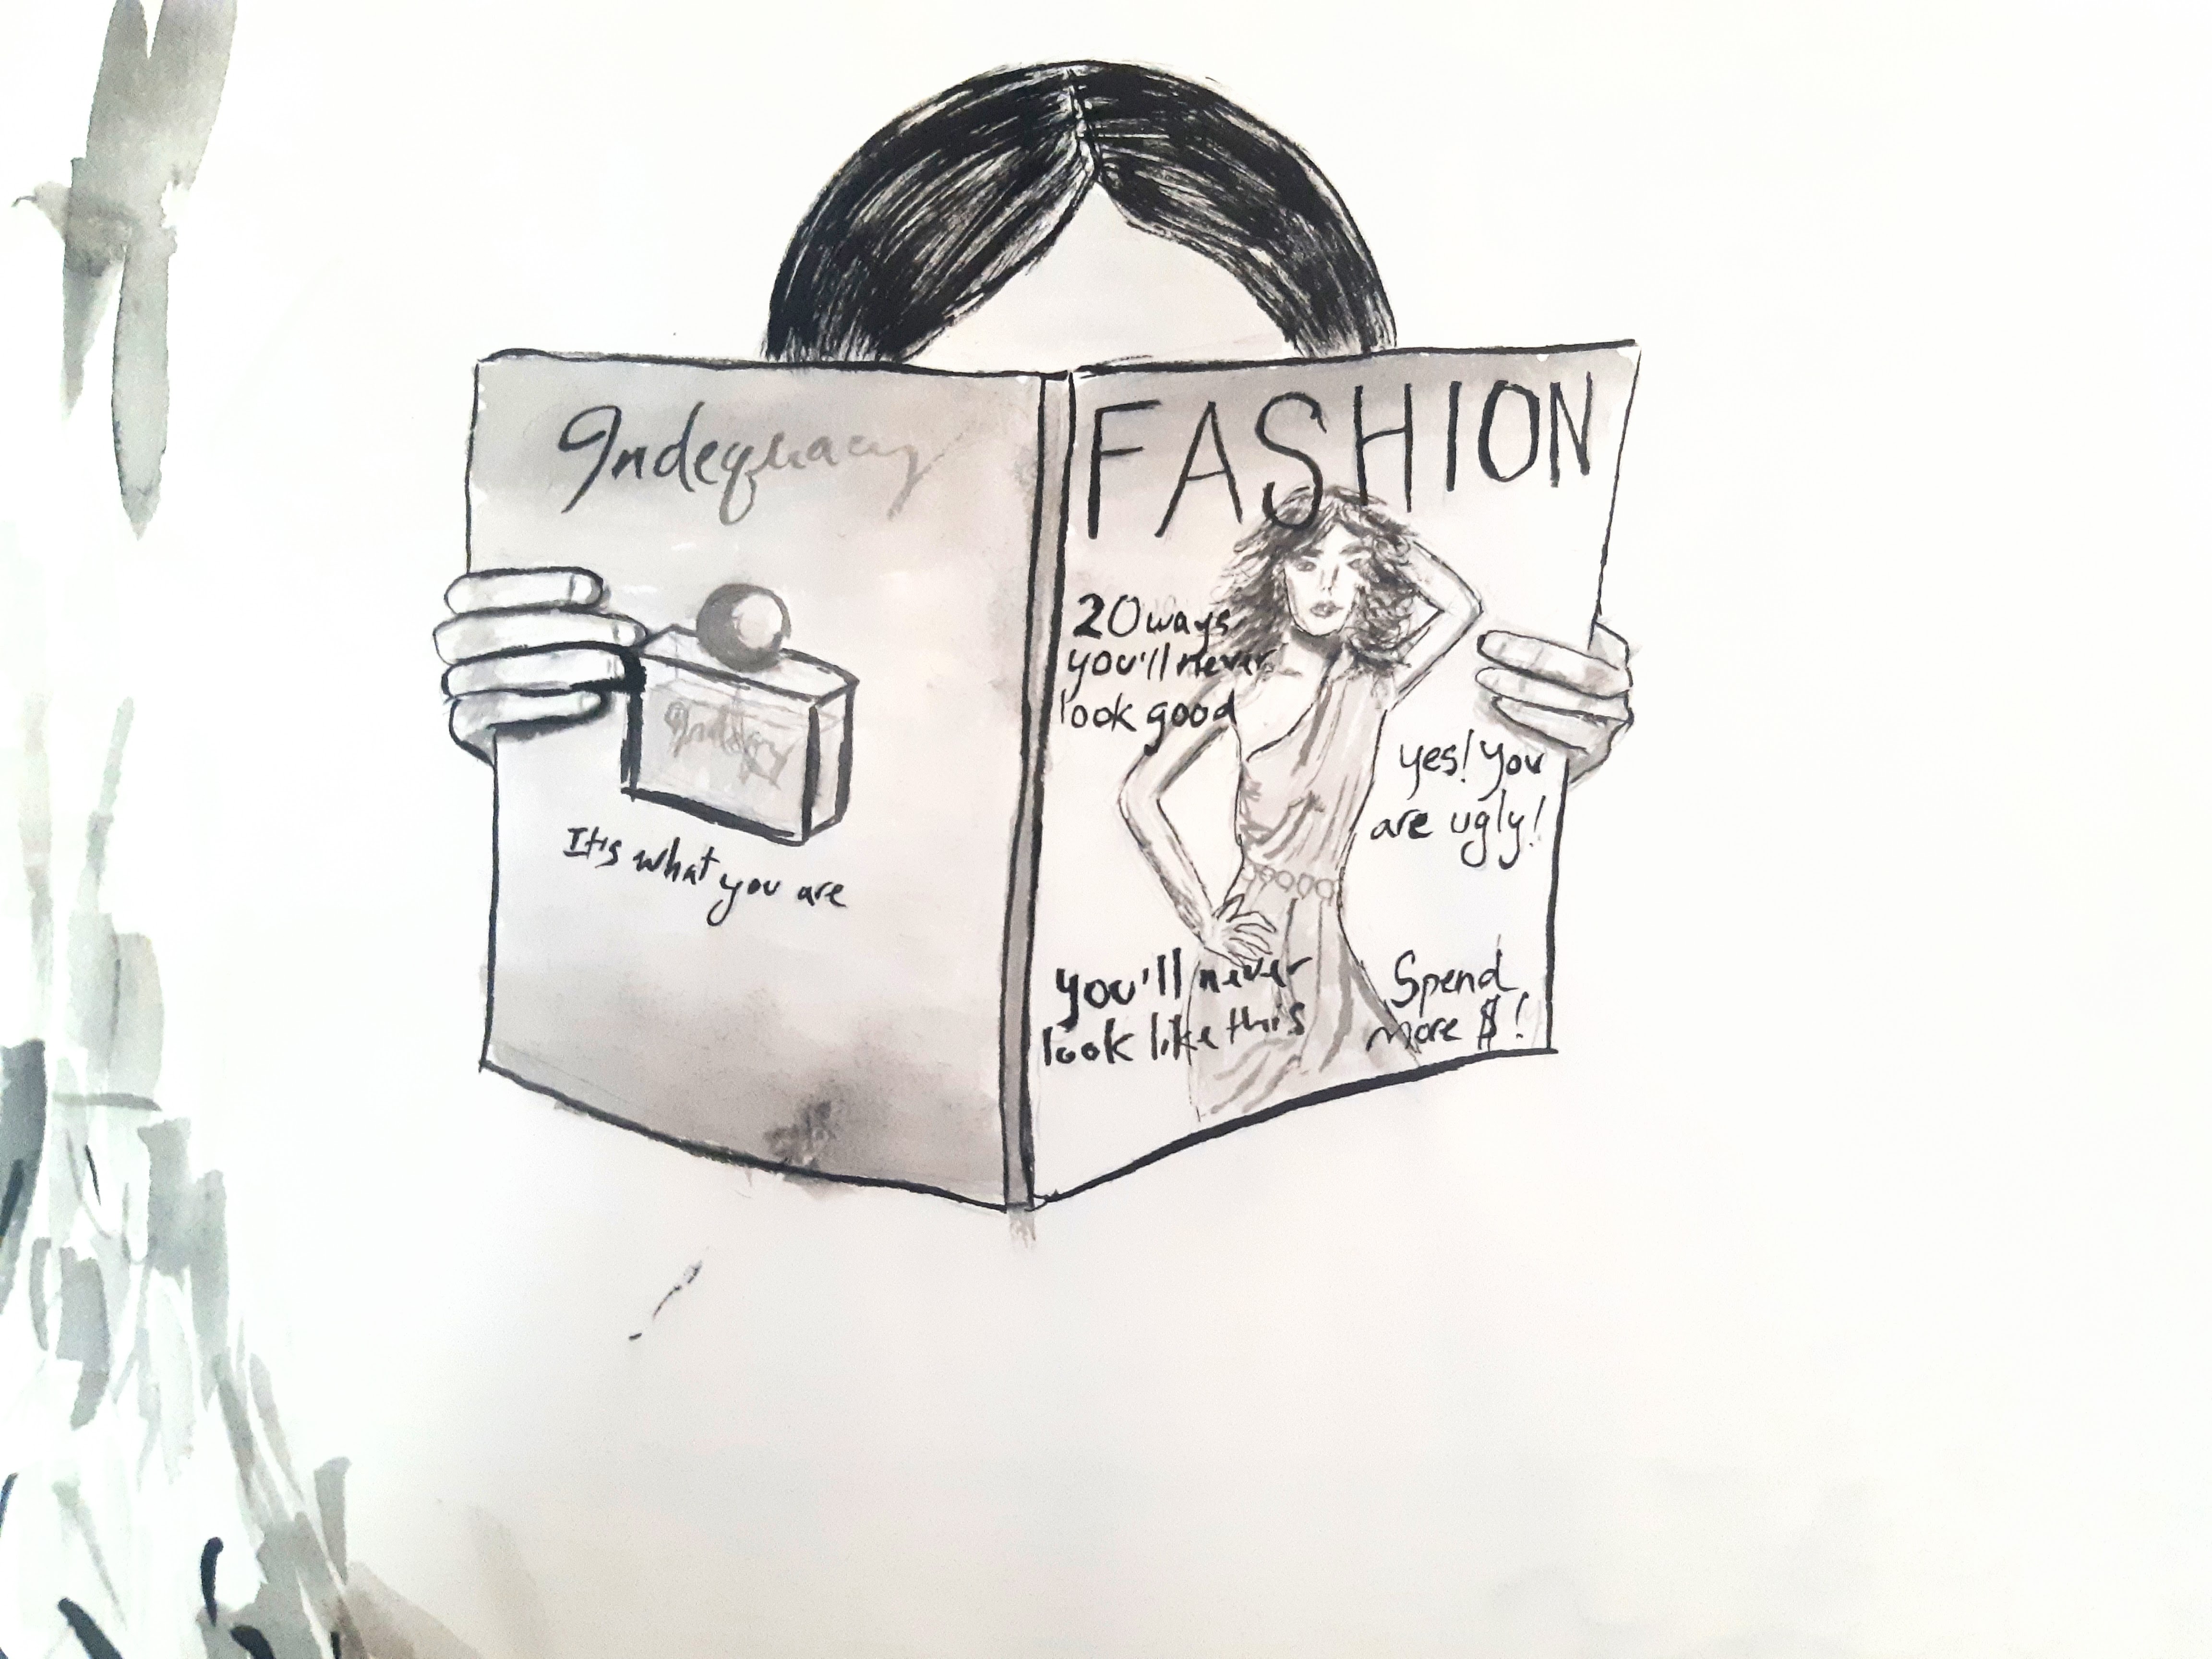 Indequacy
It's what you are
FASHION
20 ways
you'll never
look good
yes! You
are ugly!
you'll never
look like this
Spend
more $!